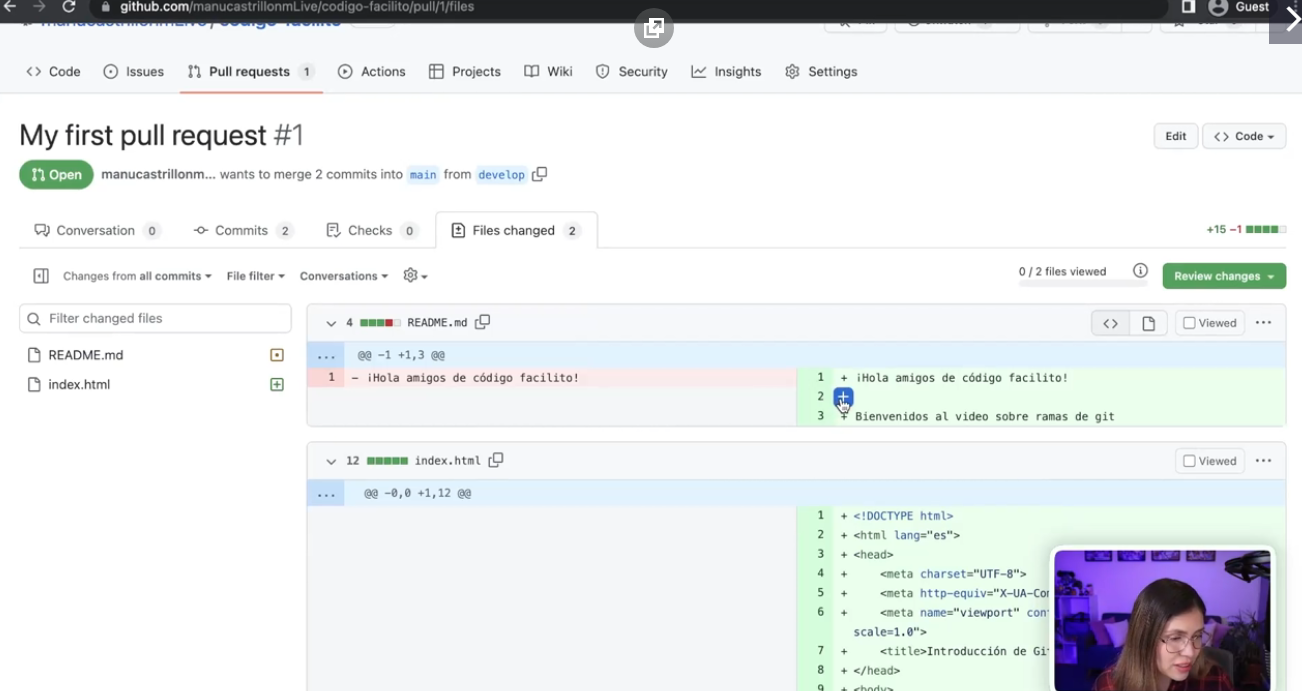 github.com/manucastrillonmLive/codigo-facilito/pull/1/files
Guest
manucastrillonmLive/codigo-facilito
Code
Issues
Pull requests 1
Actions
Projects
Wiki
Security
Insights
Settings
My first pull request #1
Edit
<> Code
Open
manucastrillonm... wants to merge 2 commits into main from develop
Conversation 0
Commits 2
Checks 0
Files changed 2
+15 −1
Changes from all commits
File filter
Conversations
0 / 2 files viewed
Review changes
Filter changed files
README.md
index.html
4 README.md
Viewed
...
@@ -1 +1,3 @@
1 - ¡Hola amigos de código facilito!
1 + ¡Hola amigos de código facilito!
2 +
3 + Bienvenidos al video sobre ramas de git
12 index.html
Viewed
...
@@ -0,0 +1,12 @@
1 + <!DOCTYPE html>
2 + <html lang="es">
3 + <head>
4 + <meta charset="UTF-8">
5 + <meta http-equiv="X-UA-Com
6 + <meta name="viewport" cont
scale=1.0">
7 + <title>Introducción de Git
8 + </head>
9 + <body>